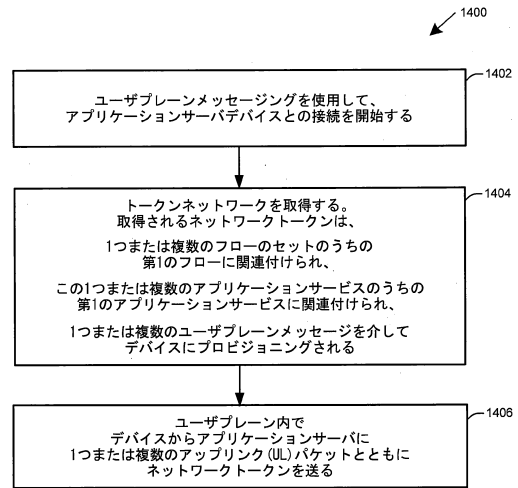 1400
1402
ユーザプレーンメッセージングを使用して、
アプリケーションサーバデバイスとの接続を開始する
1404
トークンネットワークを取得する。
取得されるネットワークトークンは、
1つまたは複数のフローのセットのうちの
第1のフローに関連付けられ、
この1つまたは複数のアプリケーションサービスのうちの
第1のアプリケーションサービスに関連付けられ、
1つまたは複数のユーザプレーンメッセージを介して
デバイスにプロビジョニングされる
1406
ユーザプレーン内で
デバイスからアプリケーションサーバに
1つまたは複数のアップリンク(UL)パケットとともに
ネットワークトークンを送る